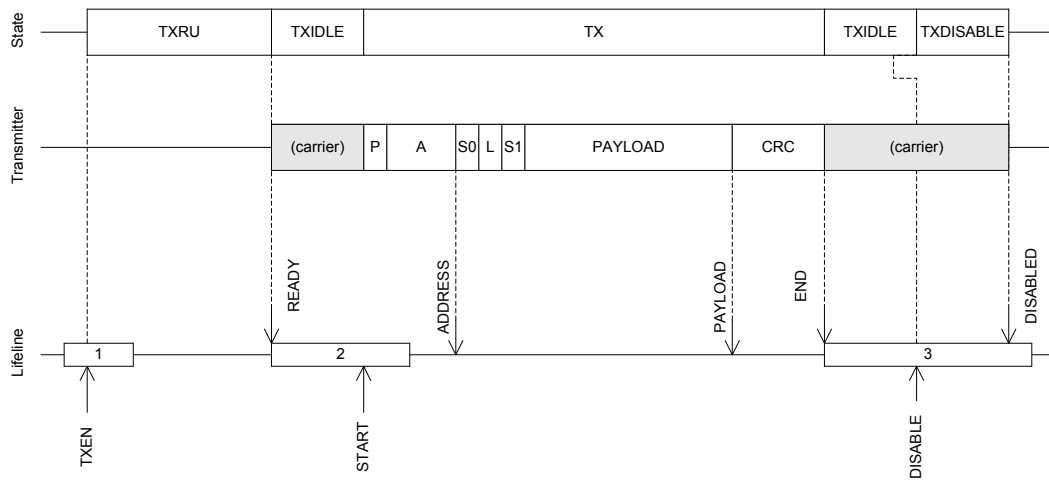 State
TXRU
TXIDLE
TX
TXIDLE
TXDISABLE
Transmitter
(carrier)
P
A
S0
L
S1
PAYLOAD
CRC
(carrier)
READY
ADDRESS
PAYLOAD
END
DISABLED
Lifeline
1
2
3
TXEN
START
DISABLE